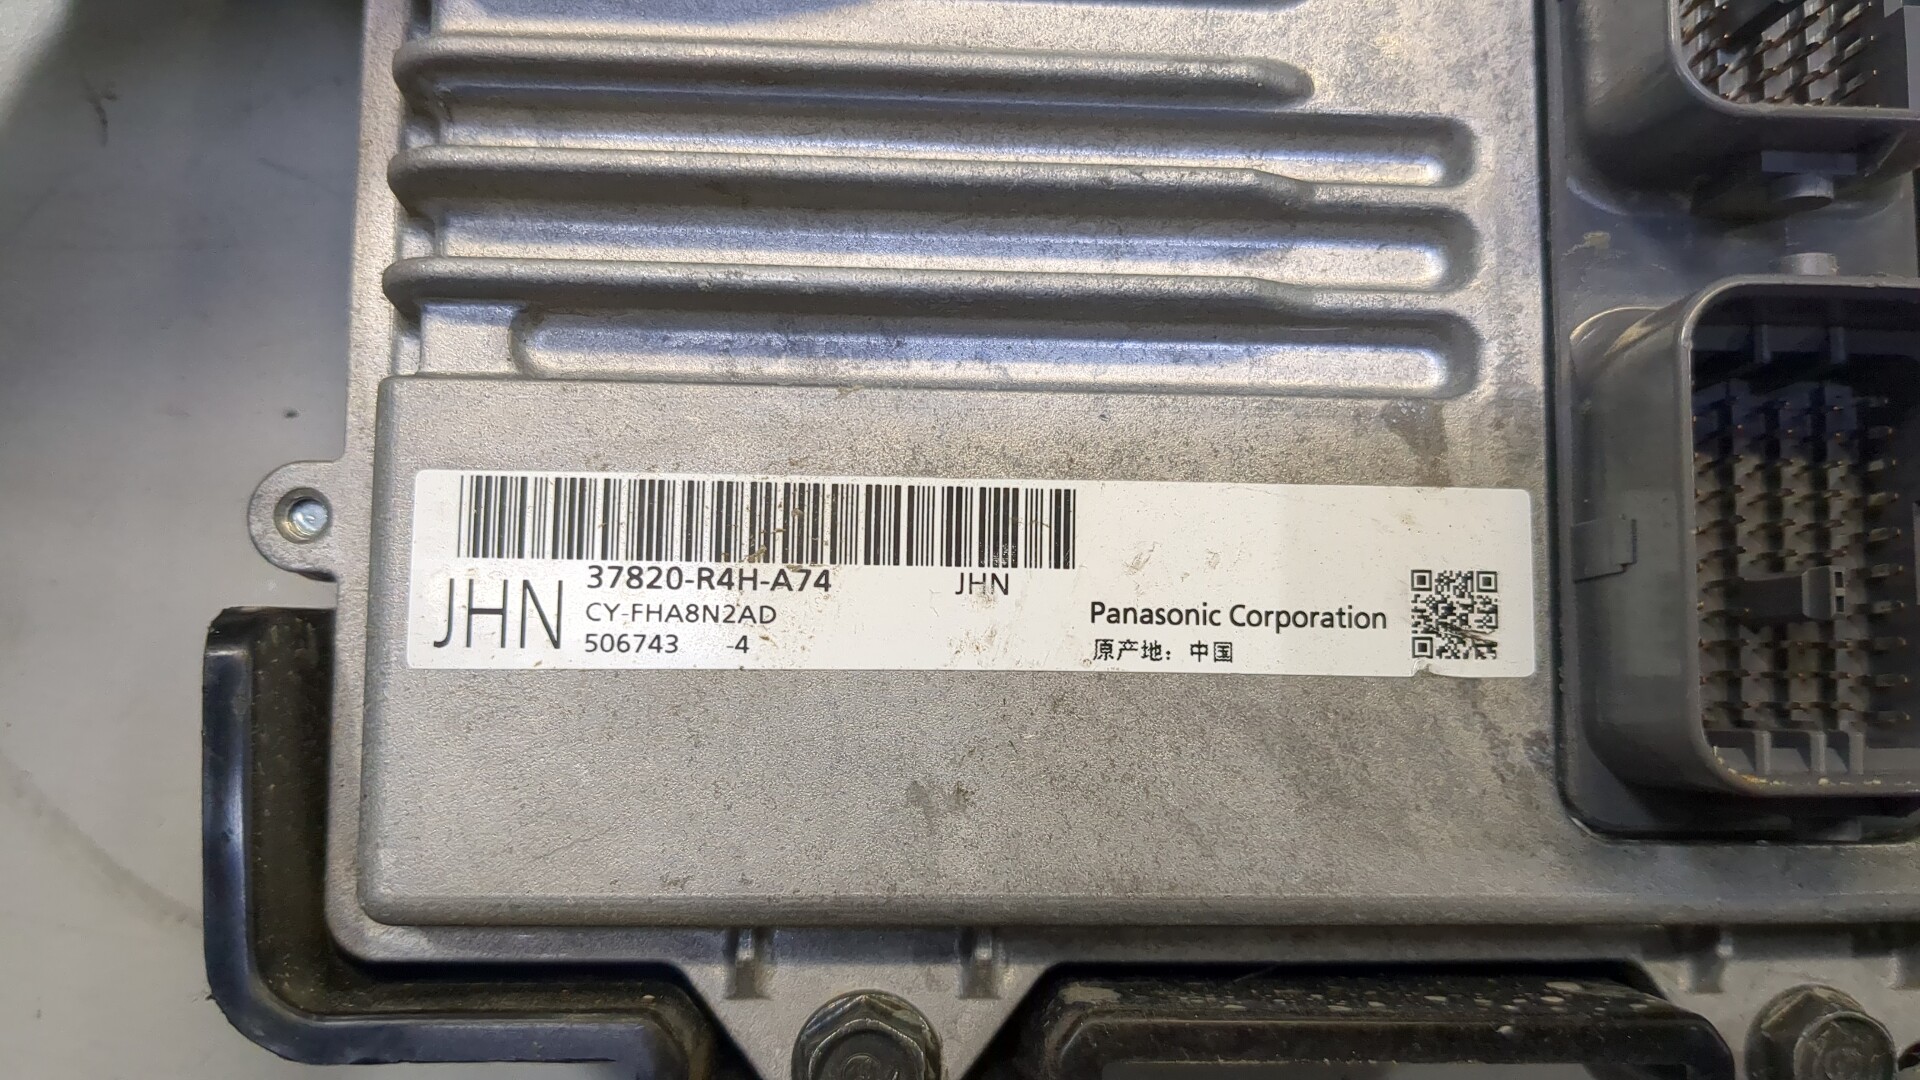 JHN
37820-R4H-A74 JHN
CY-FHA8N2AD
506743 -4
Panasonic Corporation
原产地：中国